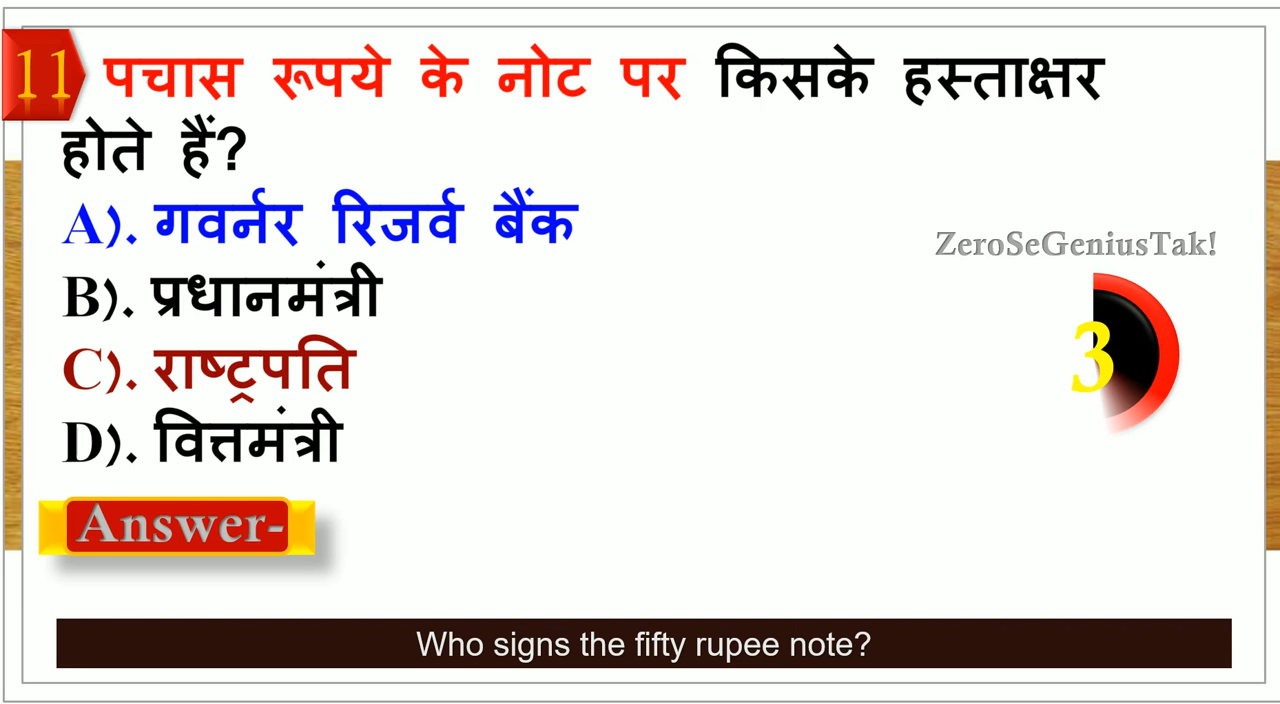 11 पचास रूपये के नोट पर किसके हस्ताक्षर
होते हैं?
A). गवर्नर रिजर्व बैंक
ZeroSeGeniusTak!
B). प्रधानमंत्री
3
C). राष्ट्रपति
D). वित्तमंत्री
Answer-
Who signs the fifty rupee note?